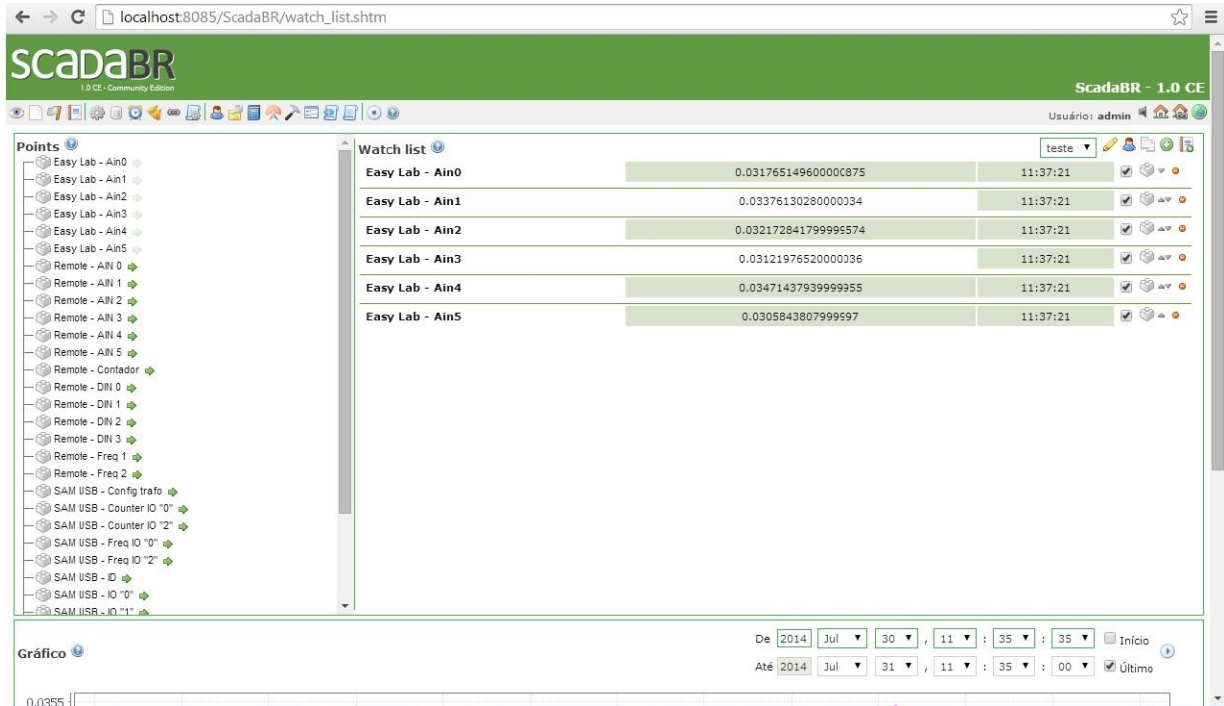 localhost:8085/ScadaBR/watch_list.shtm
scaDaBR
1.0 CE - Community Edition
ScadaBR - 1.0 CE
Usuário: admin
Points
Easy Lab - Ain0
Easy Lab - Ain1
Easy Lab - Ain2
Easy Lab - Ain3
Easy Lab - Ain4
Easy Lab - Ain5
Remote - AIN 0
Remote - AIN 1
Remote - AIN 2
Remote - AIN 3
Remote - AIN 4
Remote - AIN 5
Remote - Contador
Remote - DIN 0
Remote - DIN 1
Remote - DIN 2
Remote - DIN 3
Remote - Freq 1
Remote - Freq 2
SAM USB - Config trafo
SAM USB - Counter IO "0"
SAM USB - Counter IO "2"
SAM USB - Freq IO "0"
SAM USB - Freq IO "2"
SAM USB - ID
SAM USB - IO "0"
SAM USB - IO "1"
Watch list
teste
Easy Lab - Ain0 0.031765149600000875 11:37:21
Easy Lab - Ain1 0.03376130280000034 11:37:21
Easy Lab - Ain2 0.032172841799999574 11:37:21
Easy Lab - Ain3 0.03121976520000036 11:37:21
Easy Lab - Ain4 0.03471437939999955 11:37:21
Easy Lab - Ain5 0.0305843807999997 11:37:21
Gráfico
De 2014 Jul 30 , 11 : 35 : 35 Início
Até 2014 Jul 31 , 11 : 35 : 00 Último
0.0355